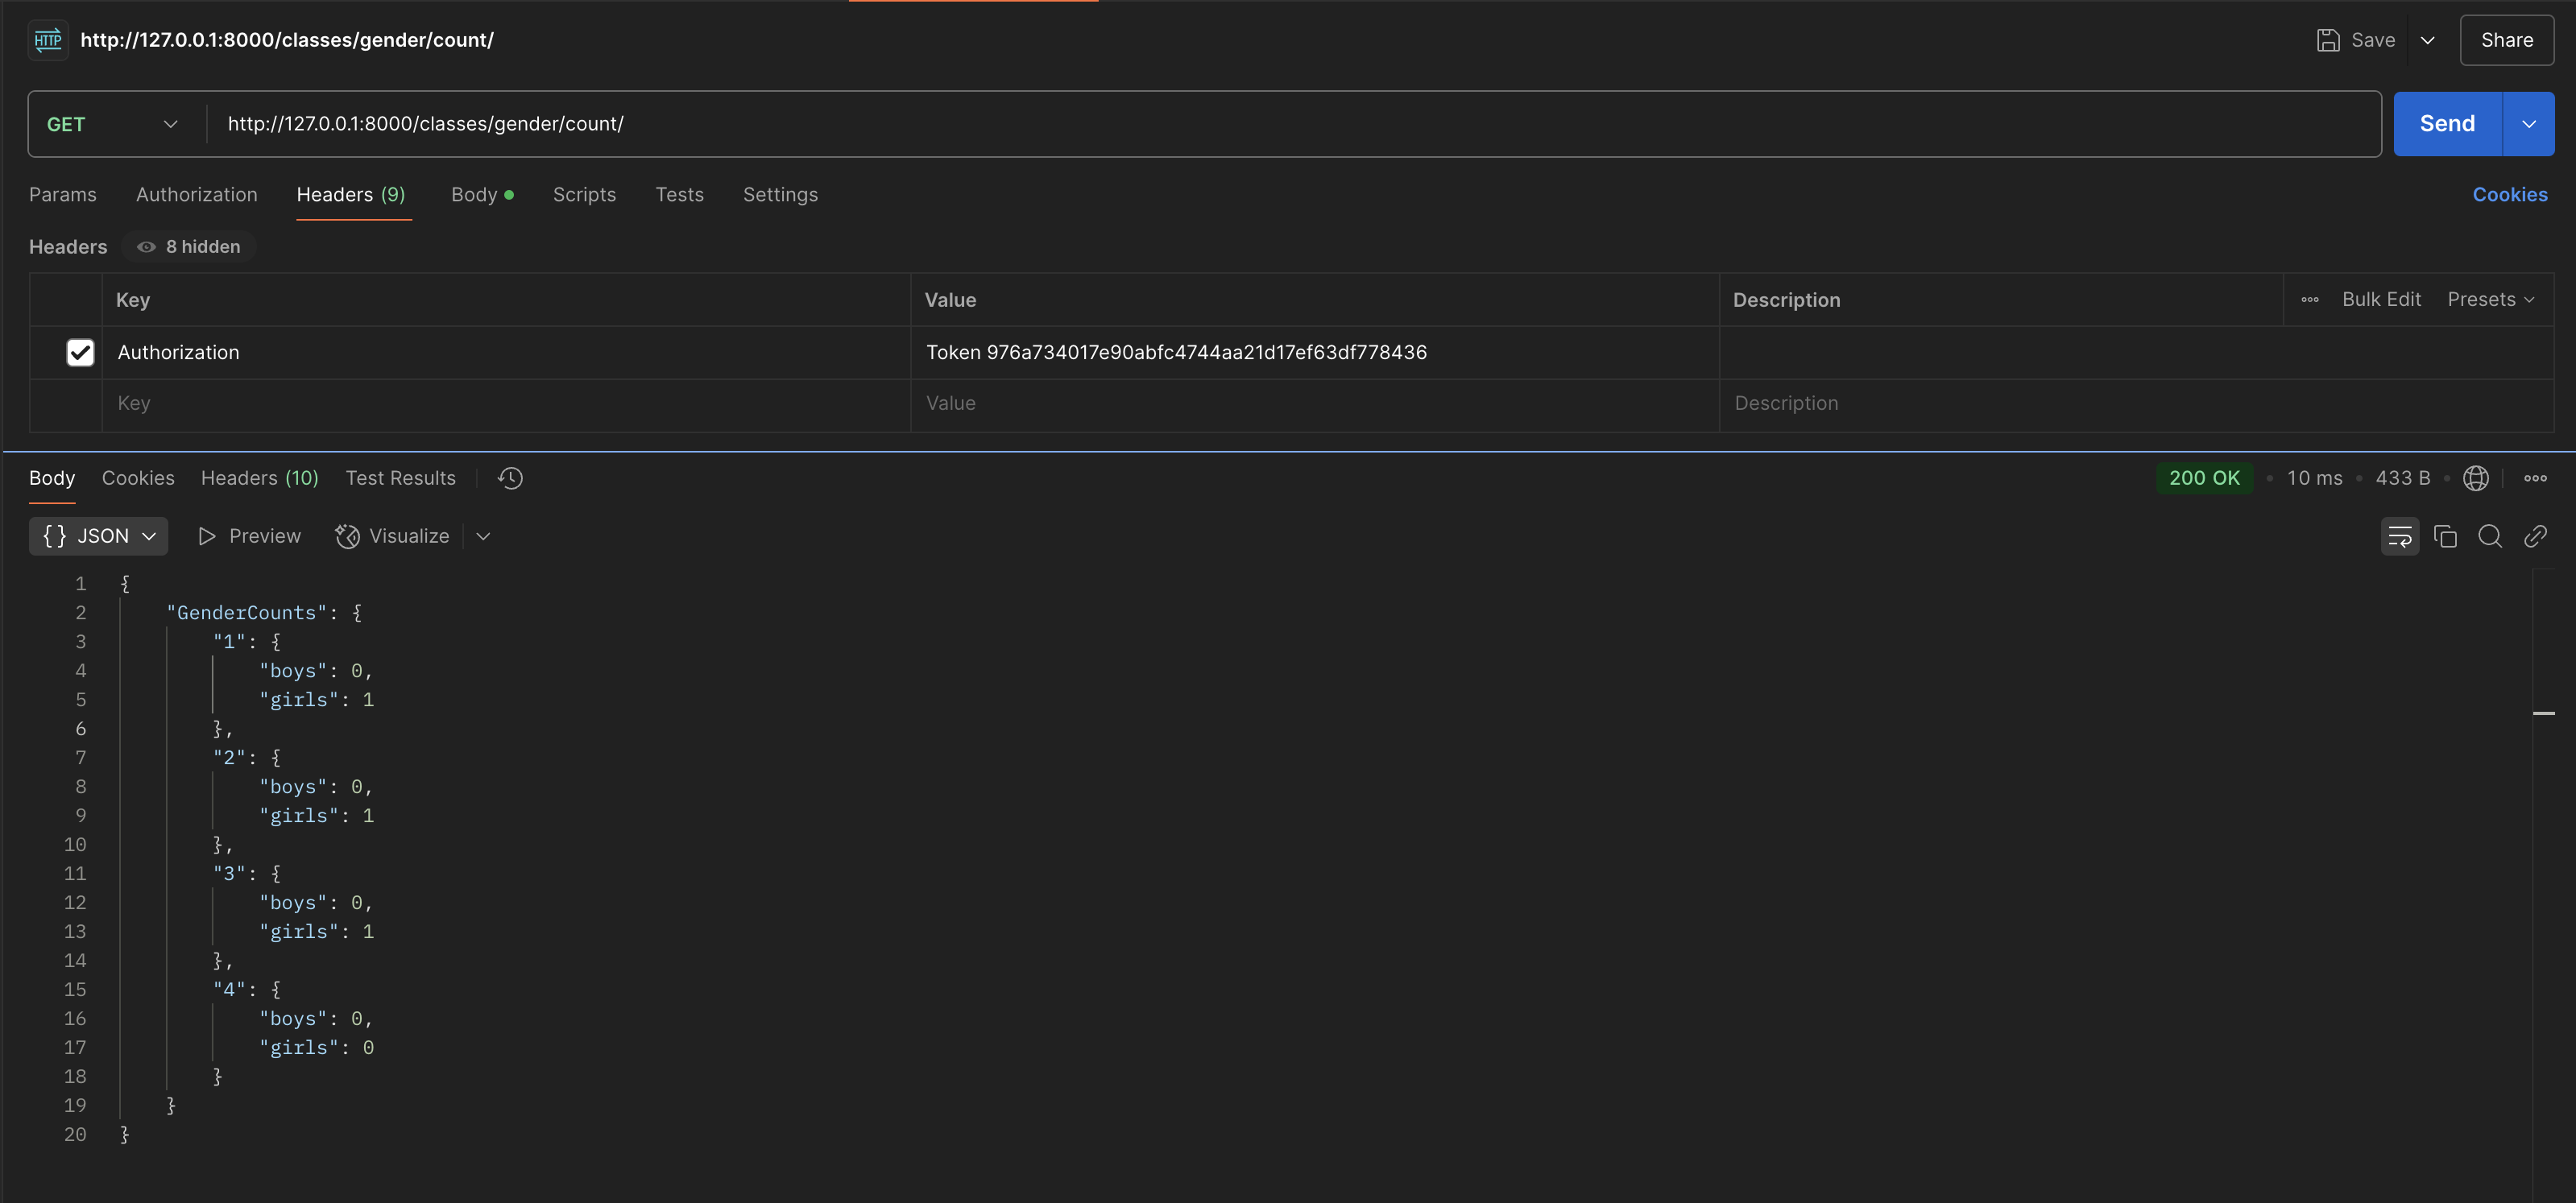 HTTP http://127.0.0.1:8000/classes/gender/count/ Save Share
GET http://127.0.0.1:8000/classes/gender/count/ Send
Params Authorization Headers (9) Body Scripts Tests Settings Cookies
Headers 8 hidden
Key Value Description Bulk Edit Presets
Authorization Token 976a734017e90abfc4744aa21d17ef63df778436
Key Value Description
Body Cookies Headers (10) Test Results 200 OK 10 ms 433 B
{} JSON Preview Visualize
1 {
2 "GenderCounts": {
3 "1": {
4 "boys": 0,
5 "girls": 1
6 },
7 "2": {
8 "boys": 0,
9 "girls": 1
10 },
11 "3": {
12 "boys": 0,
13 "girls": 1
14 },
15 "4": {
16 "boys": 0,
17 "girls": 0
18 }
19 }
20 }